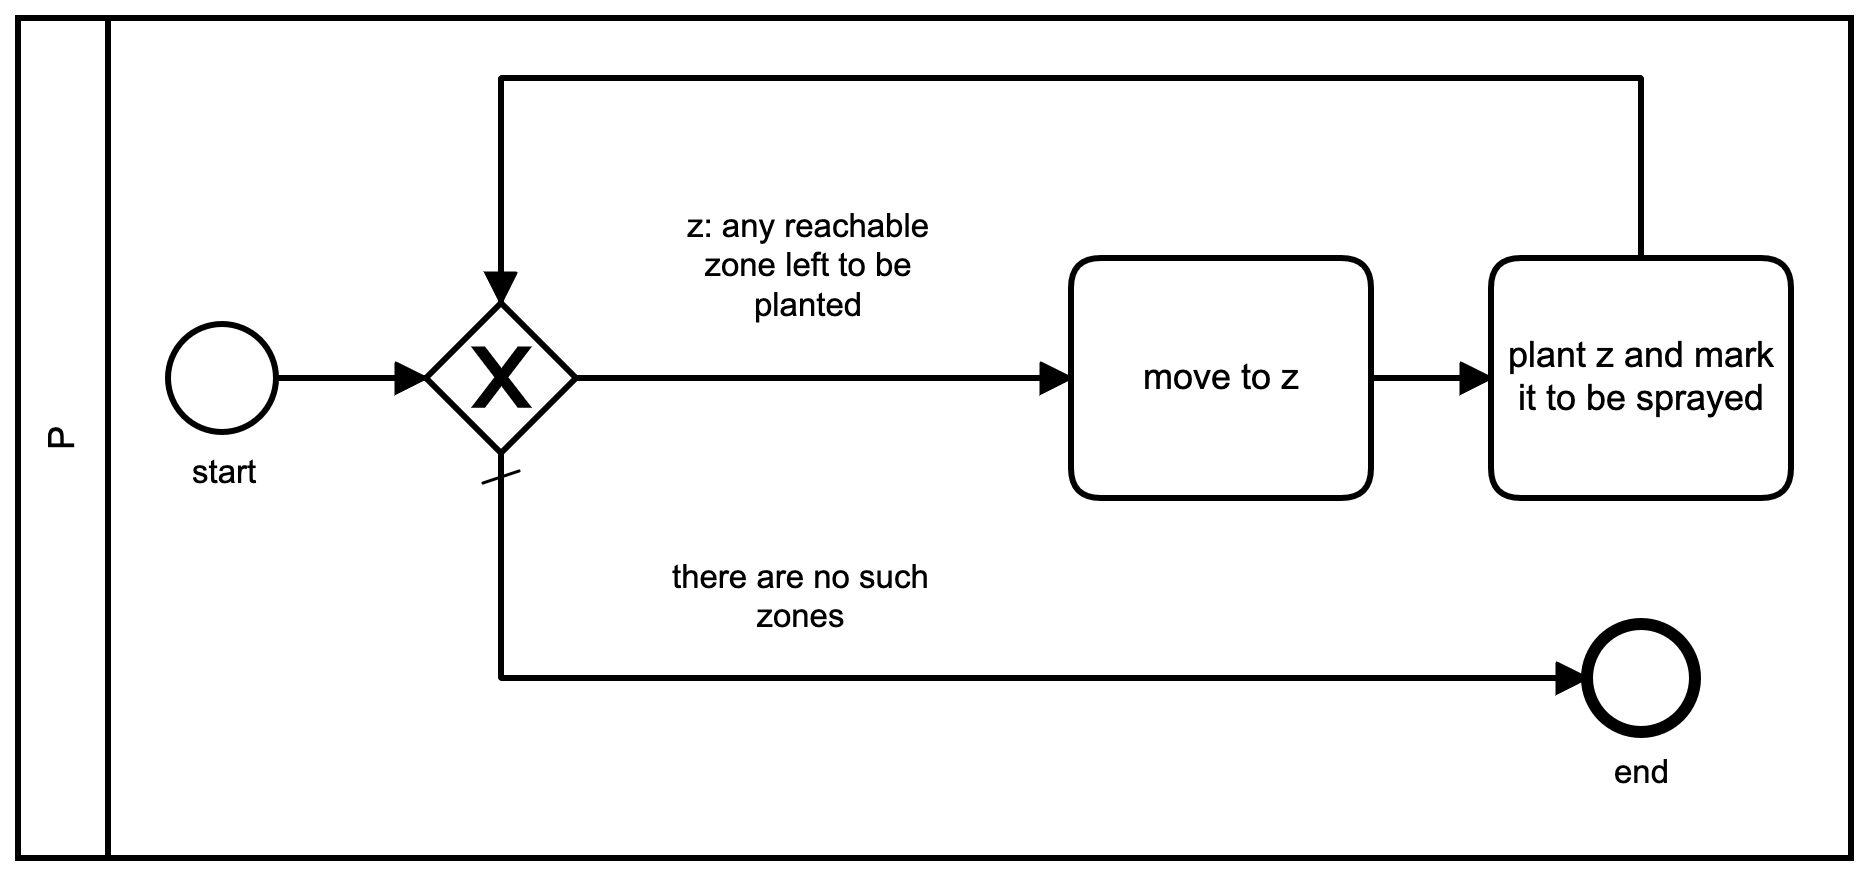 P
start
X
z: any reachable
zone left to be
planted
move to z
plant z and mark
it to be sprayed
there are no such
zones
end